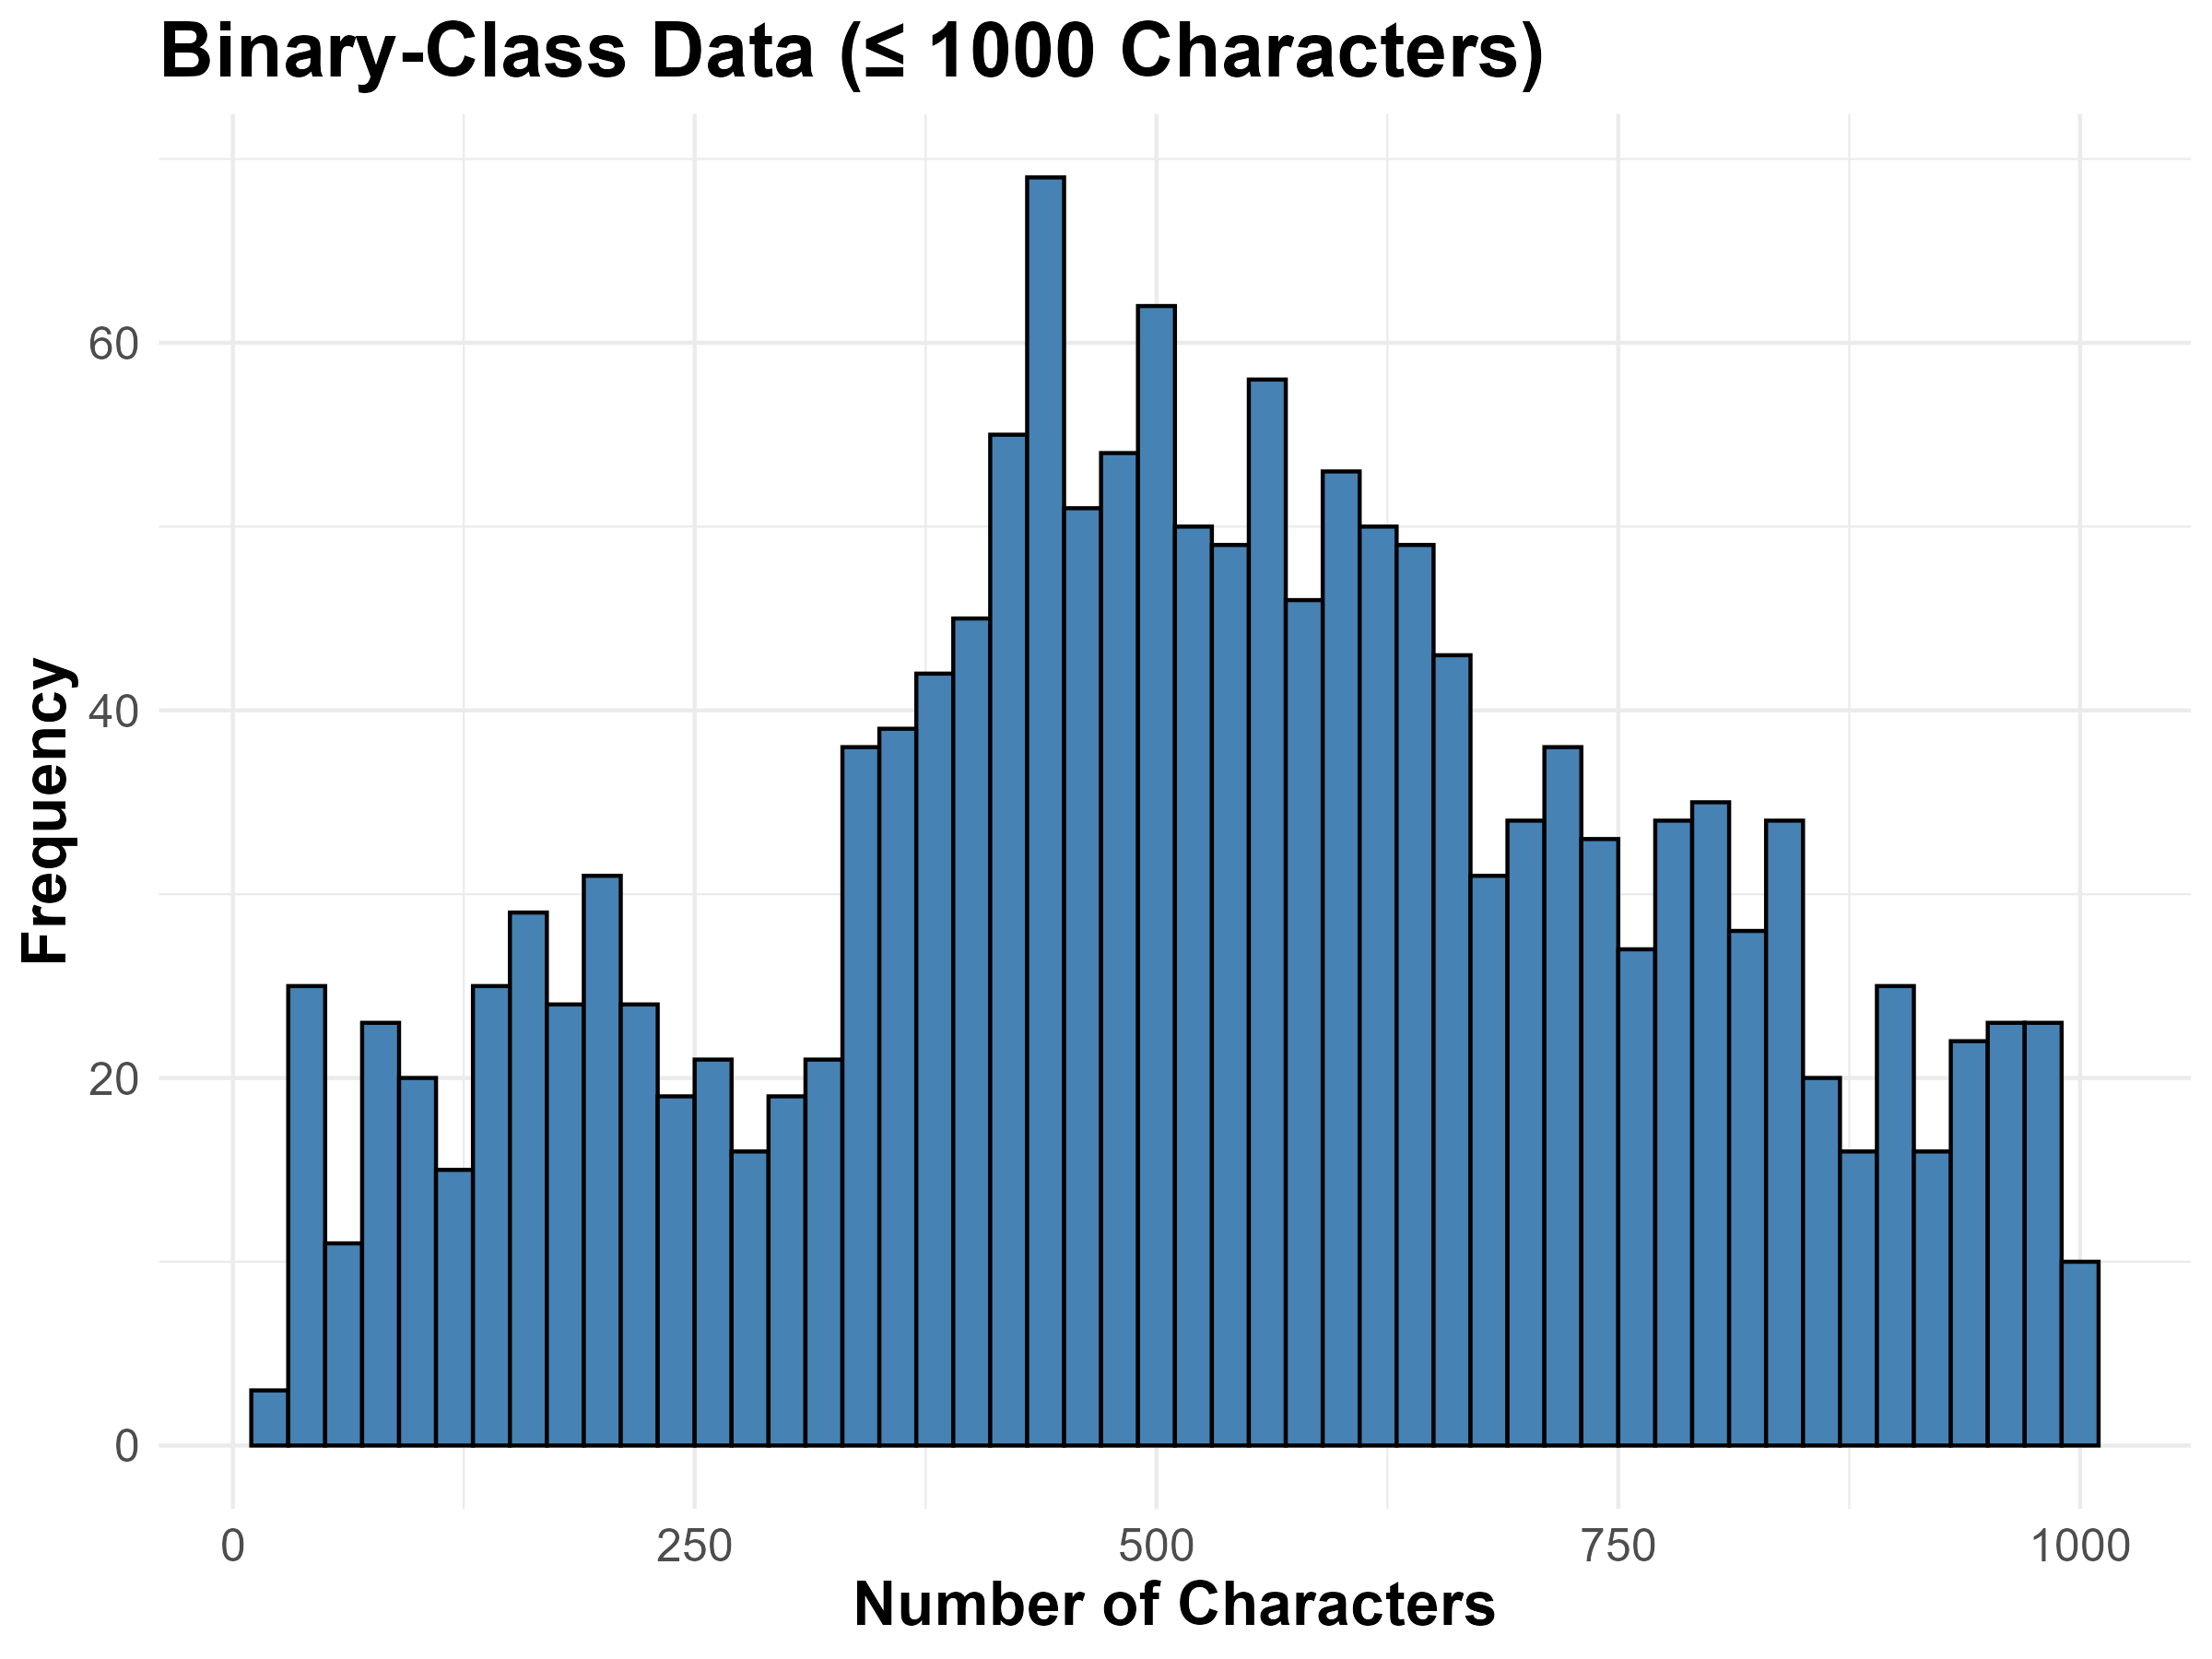 Binary-Class Data (≤ 1000 Characters)
Frequency
60
40
20
0
0 250 500 750 1000
Number of Characters